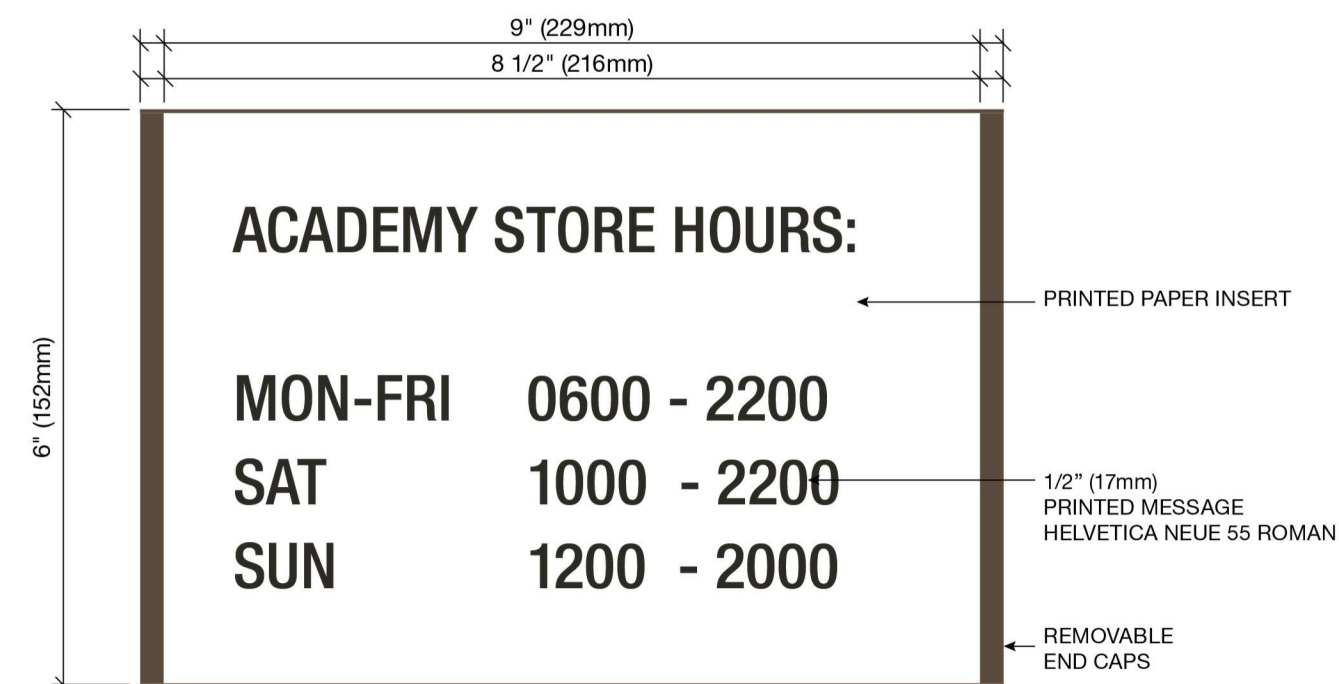 9" (229mm)
8 1/2" (216mm)
6" (152mm)
ACADEMY STORE HOURS:
PRINTED PAPER INSERT
MON-FRI 0600 - 2200
SAT 1000 - 2200
SUN 1200 - 2000
1/2” (17mm)
PRINTED MESSAGE
HELVETICA NEUE 55 ROMAN
REMOVABLE
END CAPS